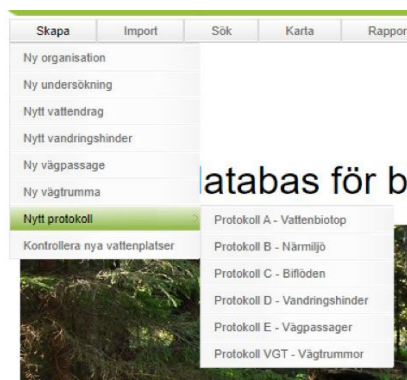 Skapa Import Sök Karta Rappor
Ny organisation
Ny undersökning
Nytt vattendrag
Nytt vandringshinder
Ny vägpassage
Ny vägtrumma
atabas för b
Nytt protokoll
Kontrollera nya vattenplatser
Protokoll A - Vattenbiotop
Protokoll B - Närmiljö
Protokoll C - Biflöden
Protokoll D - Vandringshinder
Protokoll E - Vägpassager
Protokoll VGT - Vägtrummor